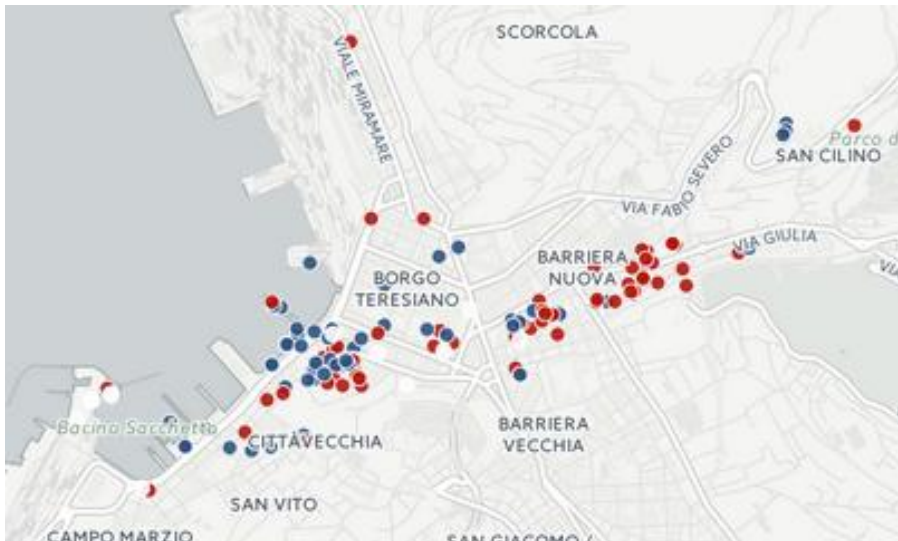 SCORCOLA
VIALE MIRAMARE
Parco d
SAN CILINO
VIA FABIO SEVERO
VIA GIULIA
BARRIERA
NUOVA
VIA
BORGO
TERESIANO
Bacino Sacchetta
CITTAVECCHIA
BARRIERA
VECCHIA
SAN VITO
CAMPO MARZIO
SAN GIACOMO /